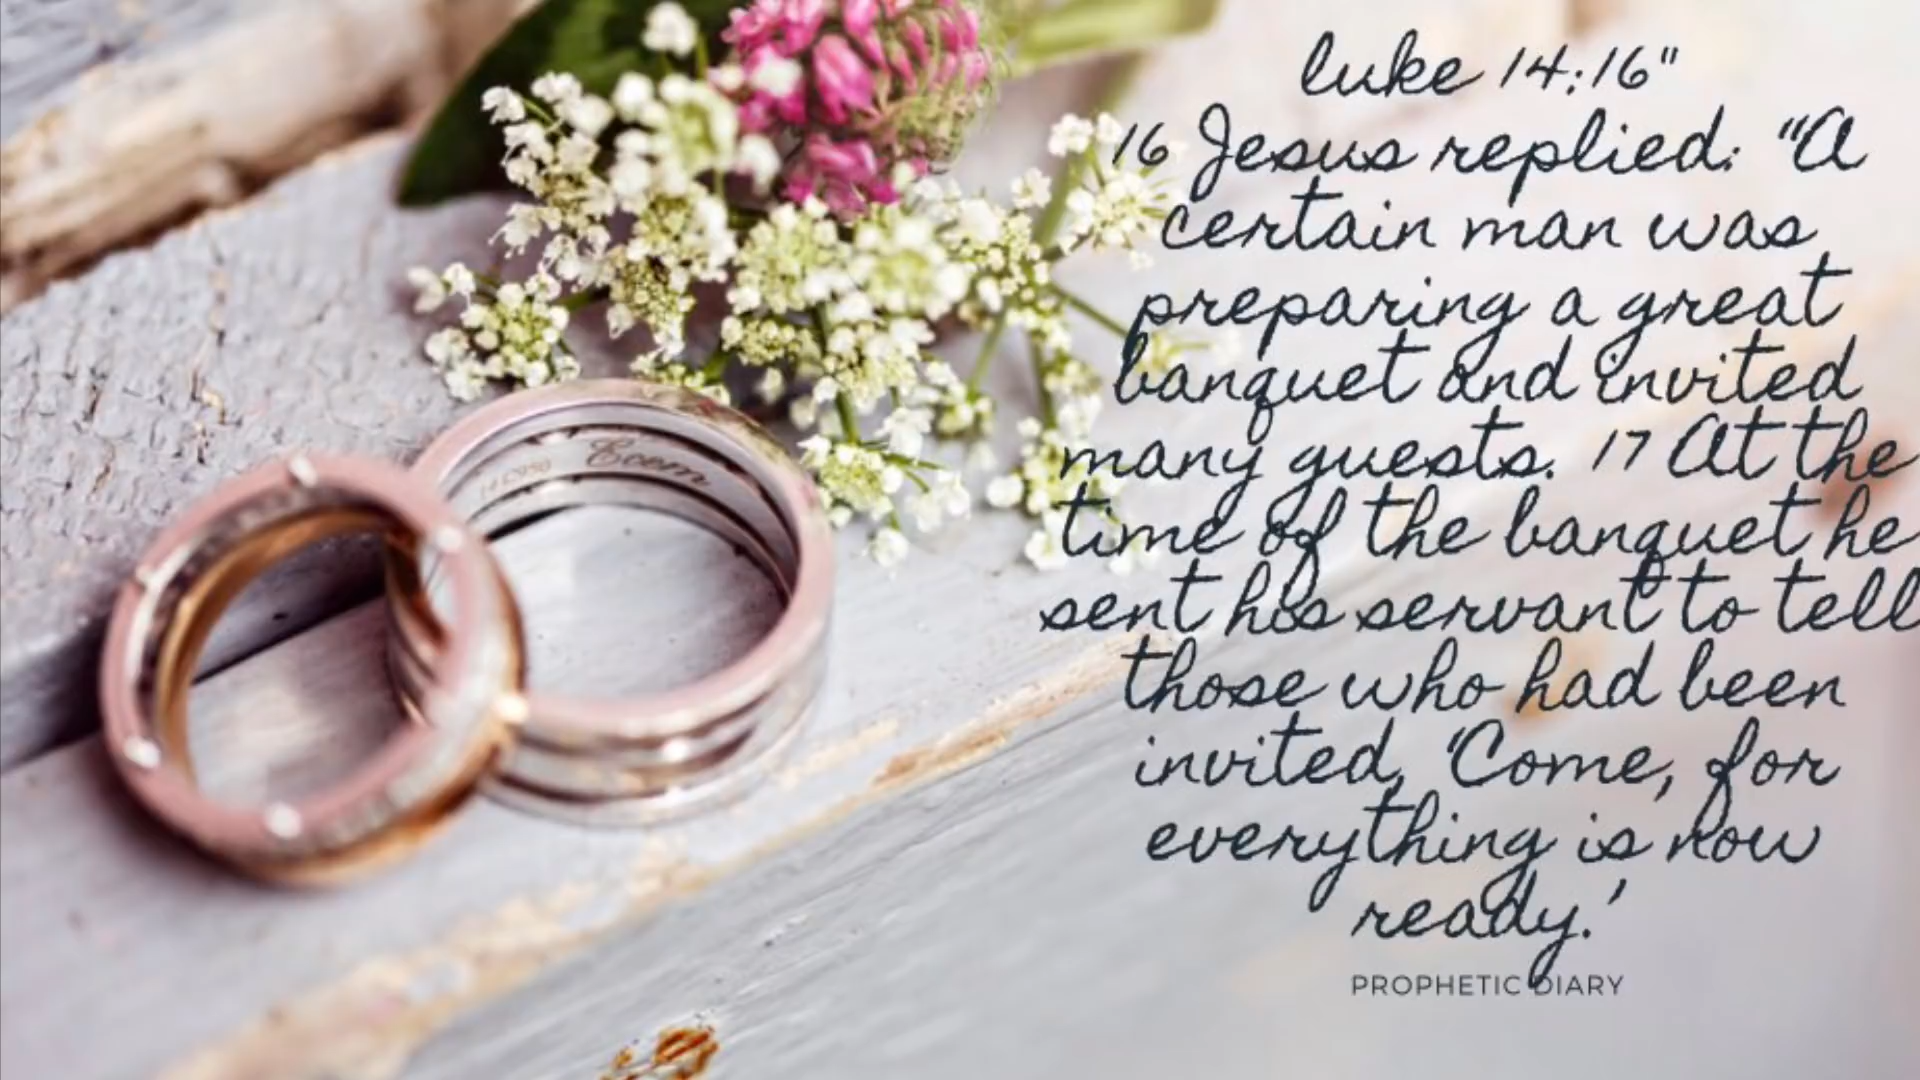 luke 14:16"
16 Jesus replied: "A
certain man was
preparing a great
banquet and invited
many guests. 17 At the
time of the banquet he
sent his servant to tell
those who had been
invited, 'Come, for
everything is now
ready.'
PROPHETIC DIARY
Ecem